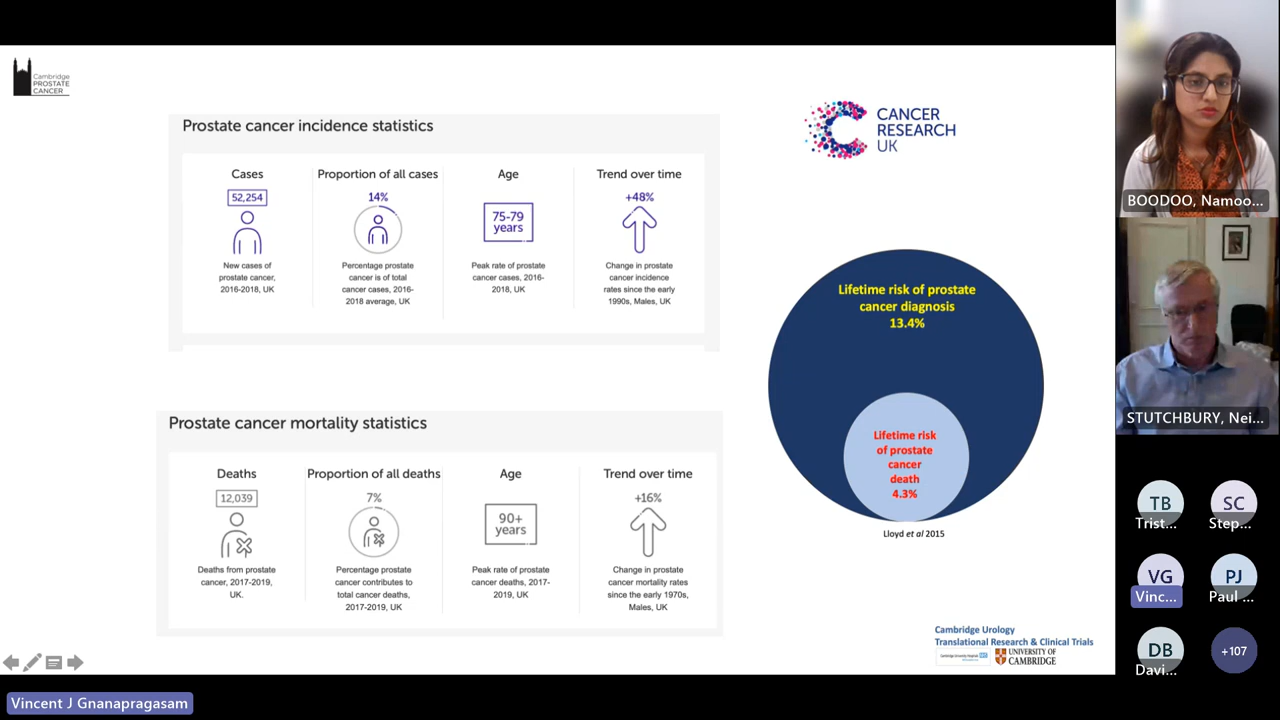 Cambridge
PROSTATE
CANCER
Prostate cancer incidence statistics
Cases
52,254
New cases of
prostate cancer,
2016-2018, UK
Proportion of all cases
14%
Percentage prostate
cancer is of total
cancer cases, 2016-
2018 average, UK
Age
75-79
years
Peak rate of prostate
cancer cases, 2016-
2018, UK
Trend over time
+48%
Change in prostate
cancer incidence
rates since the early
1990s, Males, UK
Prostate cancer mortality statistics
Deaths
12,039
Deaths from prostate
cancer, 2017-2019,
UK.
Proportion of all deaths
7%
Percentage prostate
cancer contributes to
total cancer deaths,
2017-2019, UK
Age
90+
years
Peak rate of prostate
cancer deaths, 2017-
2019, UK
Trend over time
+16%
Change in prostate
cancer mortality rates
since the early 1970s,
Males, UK
CANCER
RESEARCH
UK
Lifetime risk of prostate
cancer diagnosis
13.4%
Lifetime risk
of prostate
cancer
death
4.3%
Lloyd et al 2015
Cambridge Urology
Translational Research & Clinical Trials
UNIVERSITY OF
CAMBRIDGE
Vincent J Gnanapragasam
BOODOO, Namoo...
STUTCHBURY, Nei...
TB
Trist...
SC
Step...
VG
Vinc...
PJ
Paul ...
DB
Davi...
+107